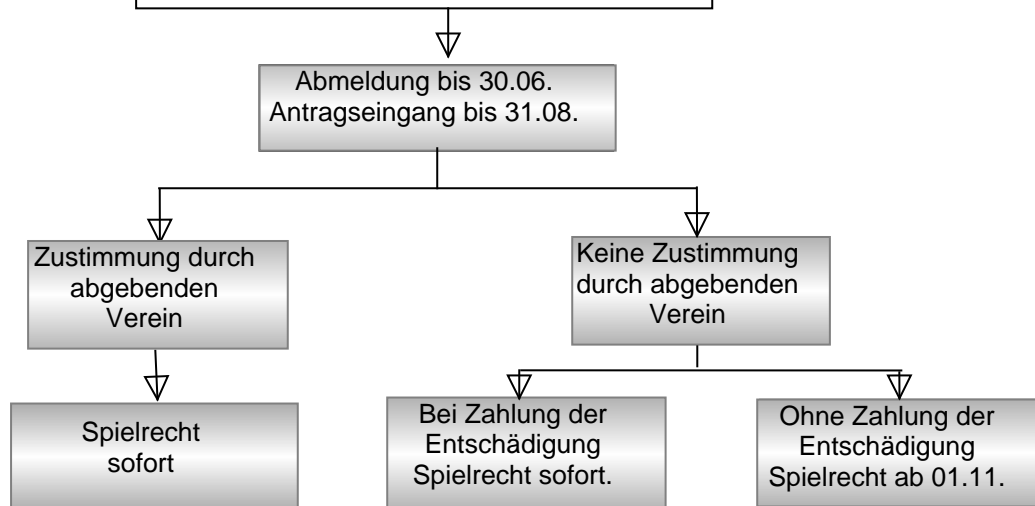 Abmeldung bis 30.06.
Antragseingang bis 31.08.
Zustimmung durch
abgebenden
Verein
Keine Zustimmung
durch abgebenden
Verein
Spielrecht
sofort
Bei Zahlung der
Entschädigung
Spielrecht sofort.
Ohne Zahlung der
Entschädigung
Spielrecht ab 01.11.